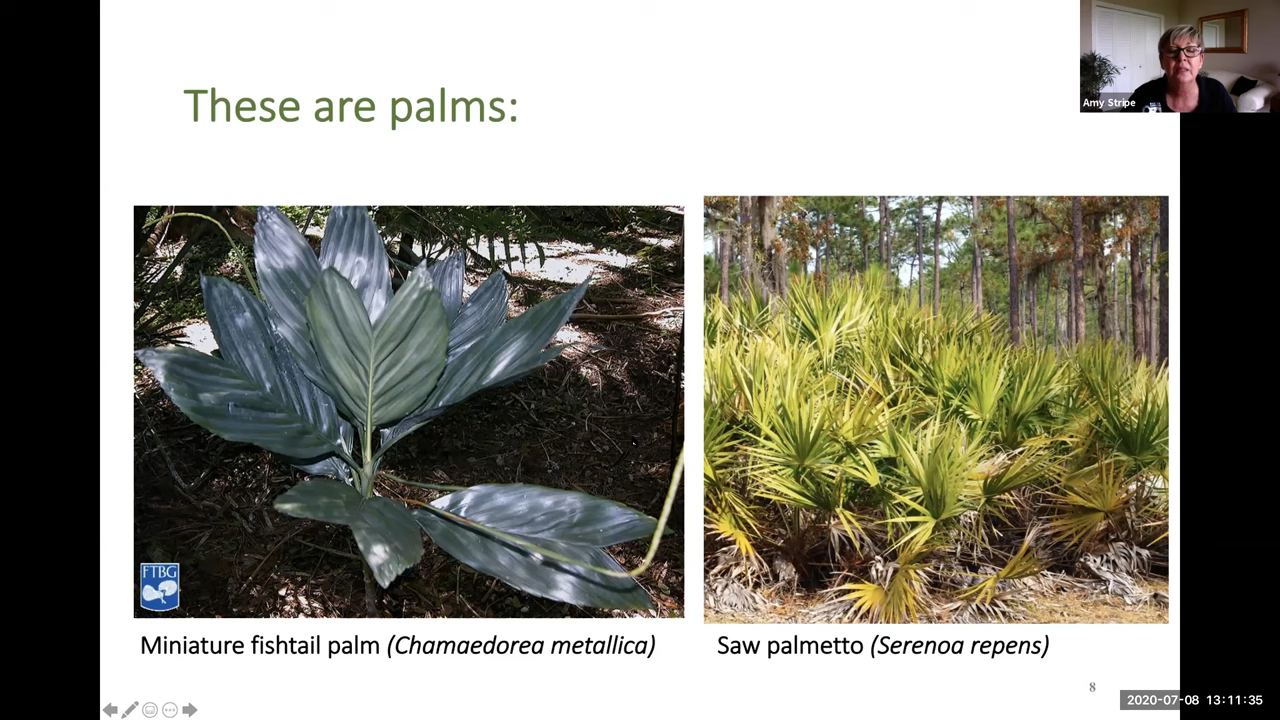 These are palms:
Amy Stripe
FTBG
Miniature fishtail palm (Chamaedorea metallica)
Saw palmetto (Serenoa repens)
8
2020-07-08 13:11:35